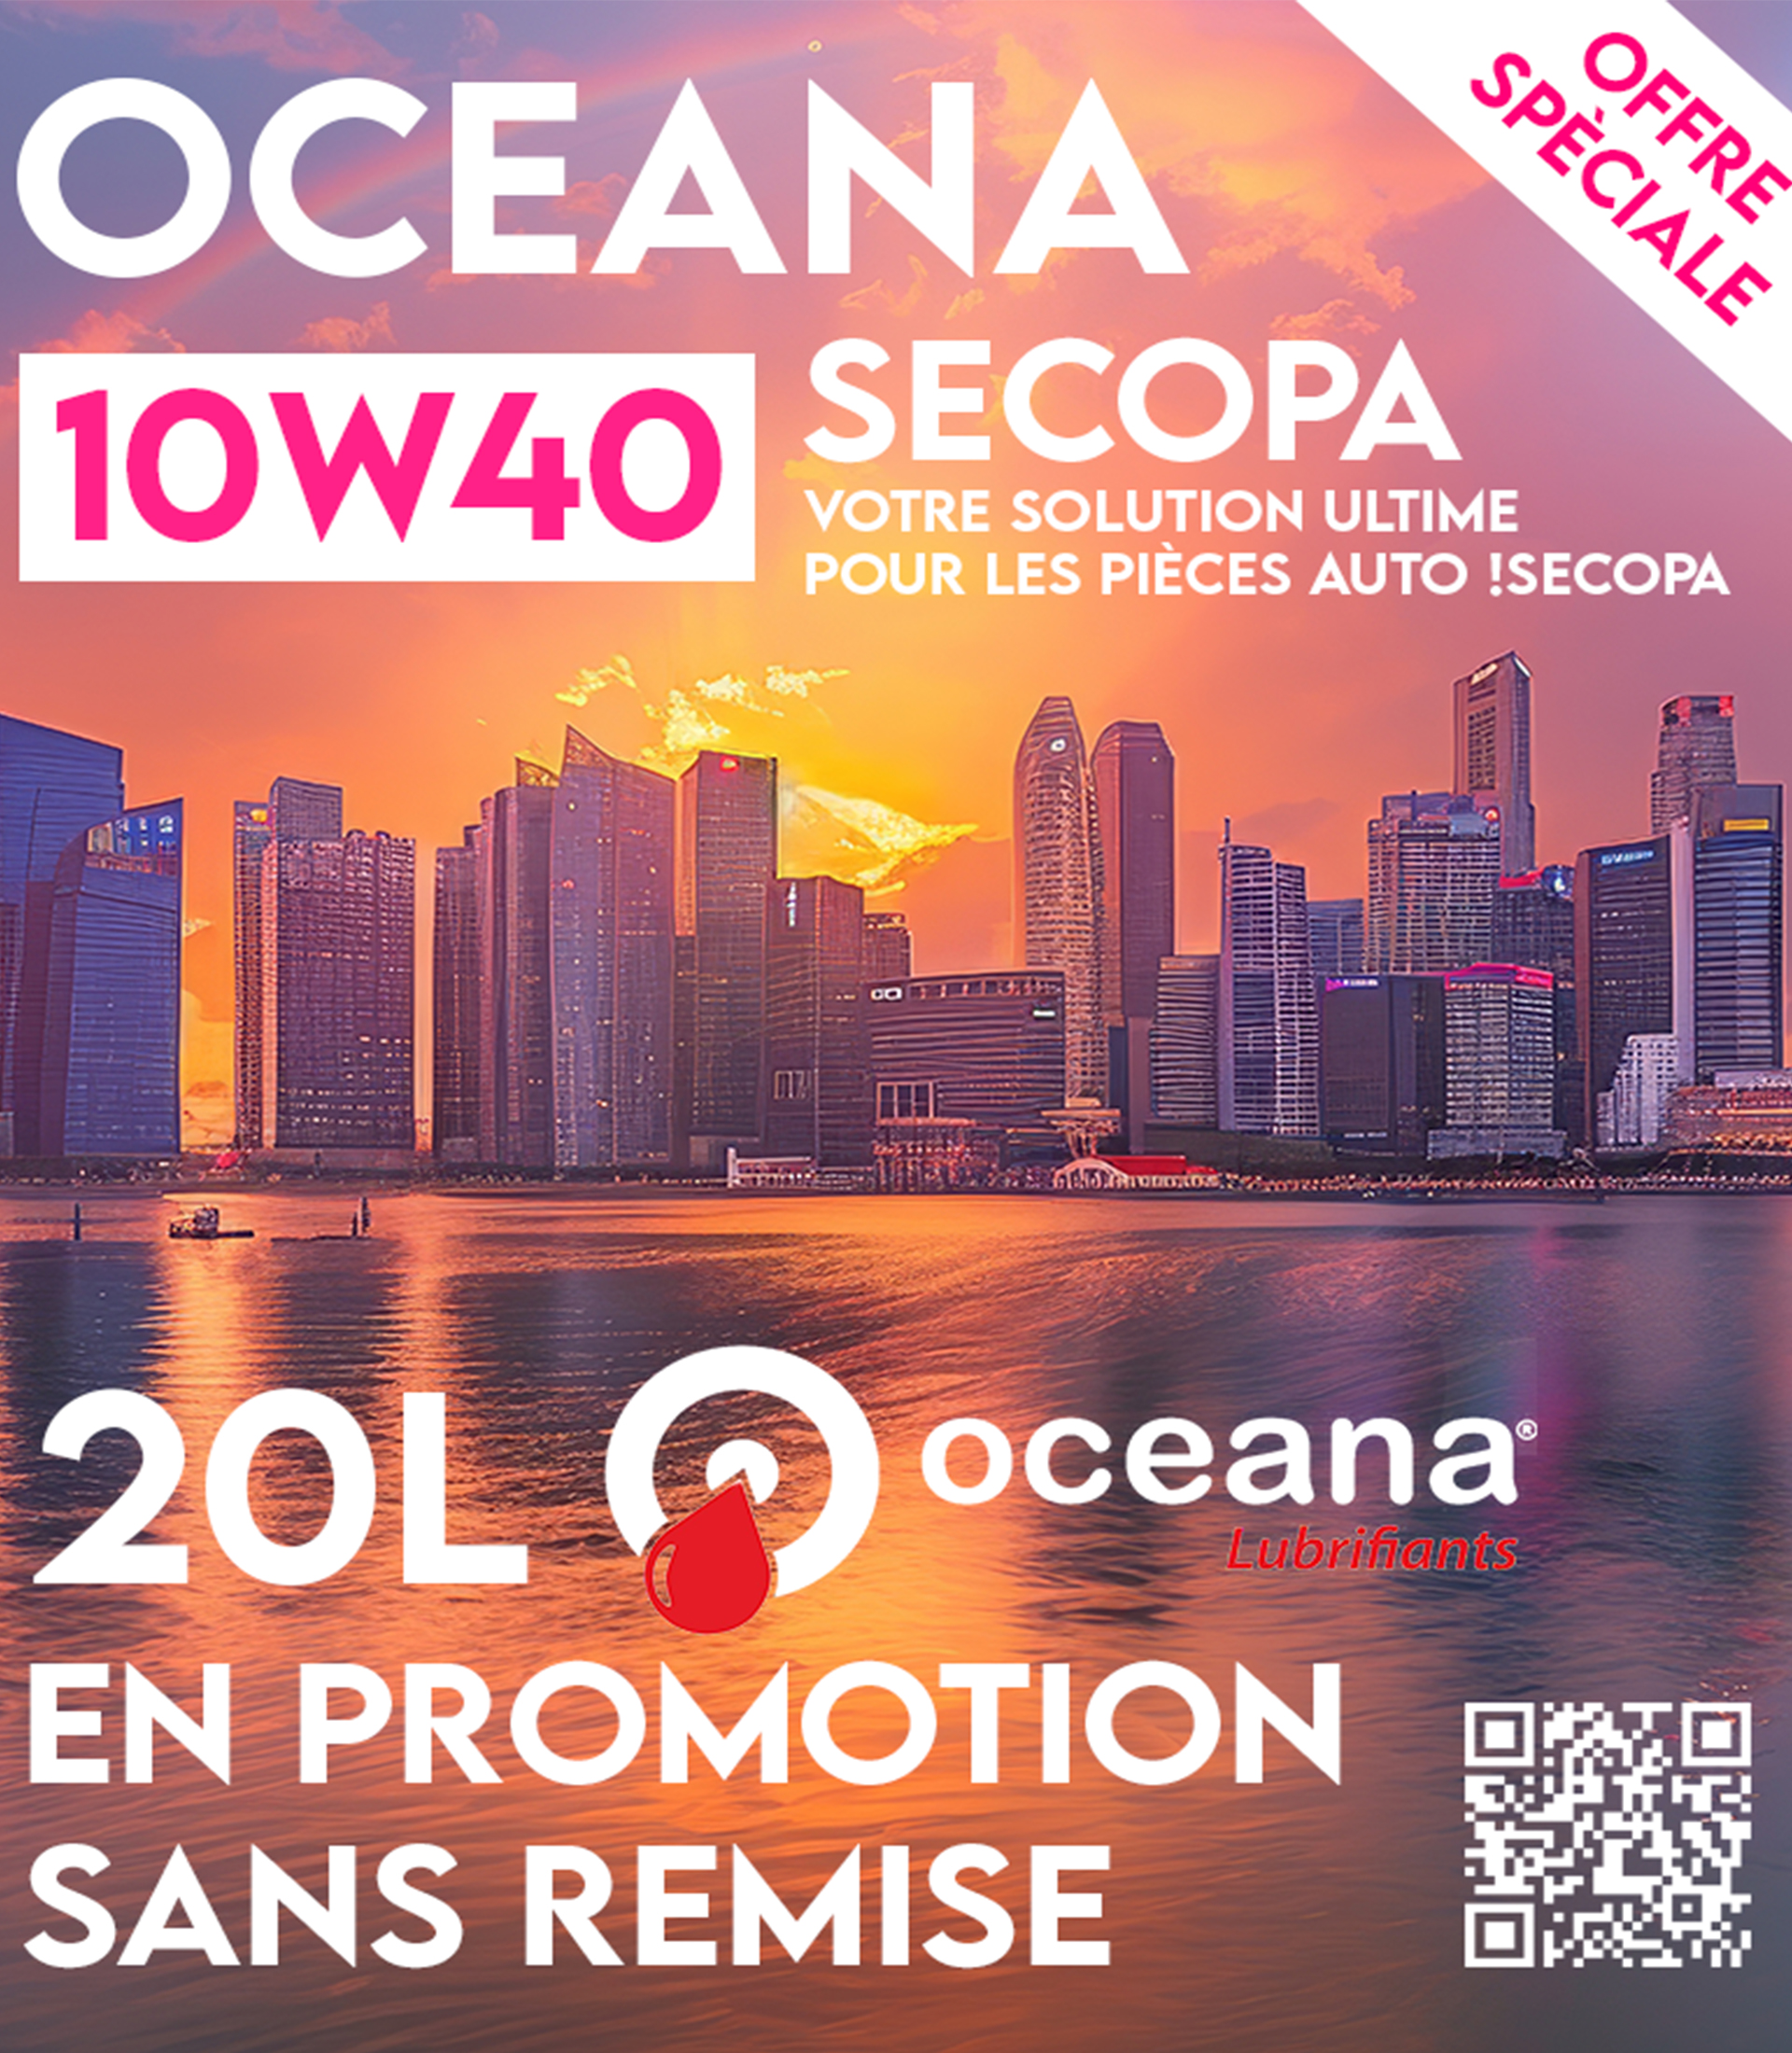 OFFRE
SPÈCIALE
OCEANA
10W40
SECOPA
VOTRE SOLUTION ULTIME
POUR LES PIÈCES AUTO !SECOPA
20L
oceana®
Lubrifiants
EN PROMOTION
SANS REMISE